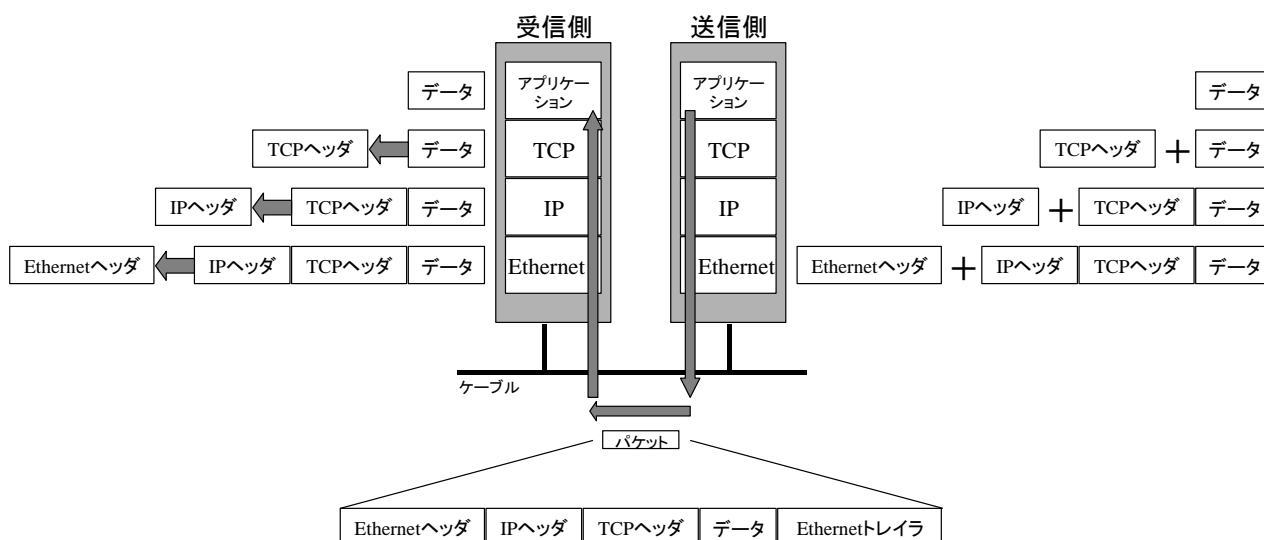 受信側
送信側
データ
アプリケー
ション
アプリケー
ション
データ
TCPヘッダ
データ
TCP
TCP
TCPヘッダ
+
データ
IPヘッダ
TCPヘッダ
データ
IP
IP
IPヘッダ
+
TCPヘッダ
データ
Ethernetヘッダ
IPヘッダ
TCPヘッダ
データ
Ethernet
Ethernet
Ethernetヘッダ
+
IPヘッダ
TCPヘッダ
データ
ケーブル
パケット
Ethernetヘッダ
IPヘッダ
TCPヘッダ
データ
Ethernetトレイラ